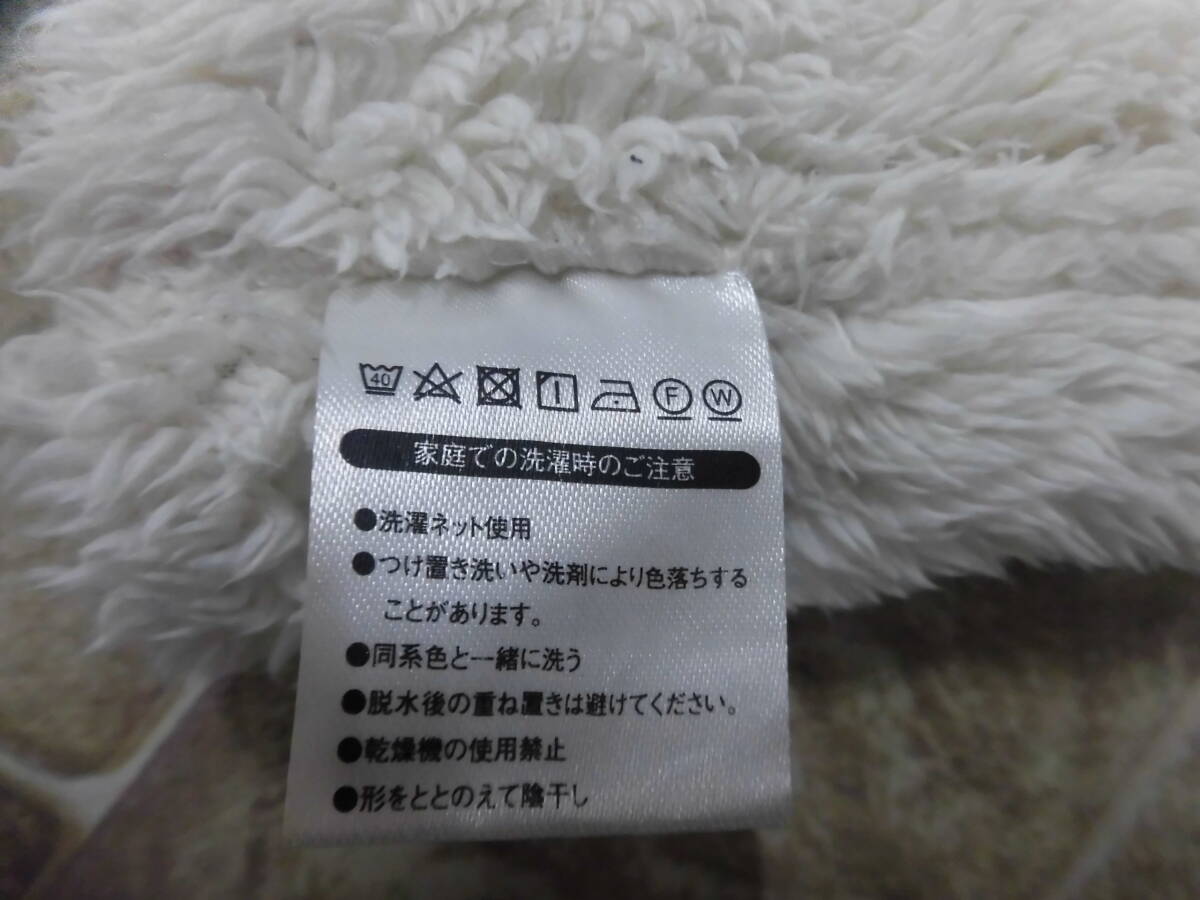 40 F W
家庭での洗濯時のご注意
●洗濯ネット使用
●つけ置き洗いや洗剤により色落ちする
ことがあります。
●同系色と一緒に洗う
●脱水後の重ね置きは避けてください。
●乾燥機の使用禁止
●形をととのえて陰干し